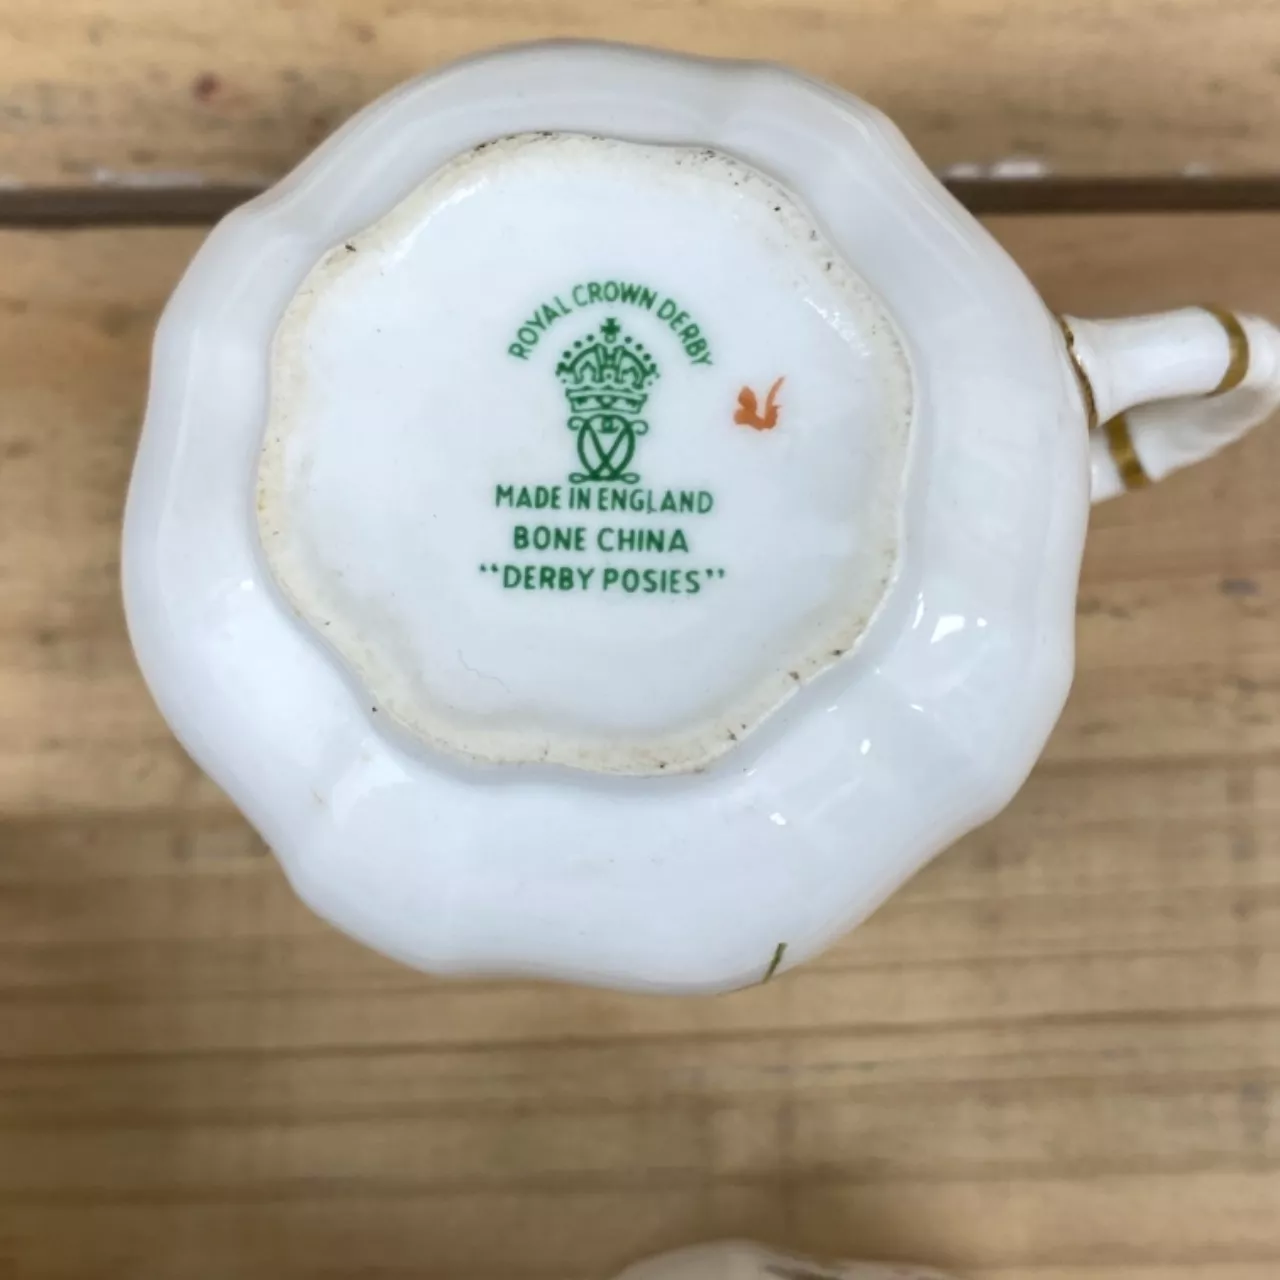 ROYAL CROWN DERBY
MADE IN ENGLAND
BONE CHINA
“DERBY POSIES”